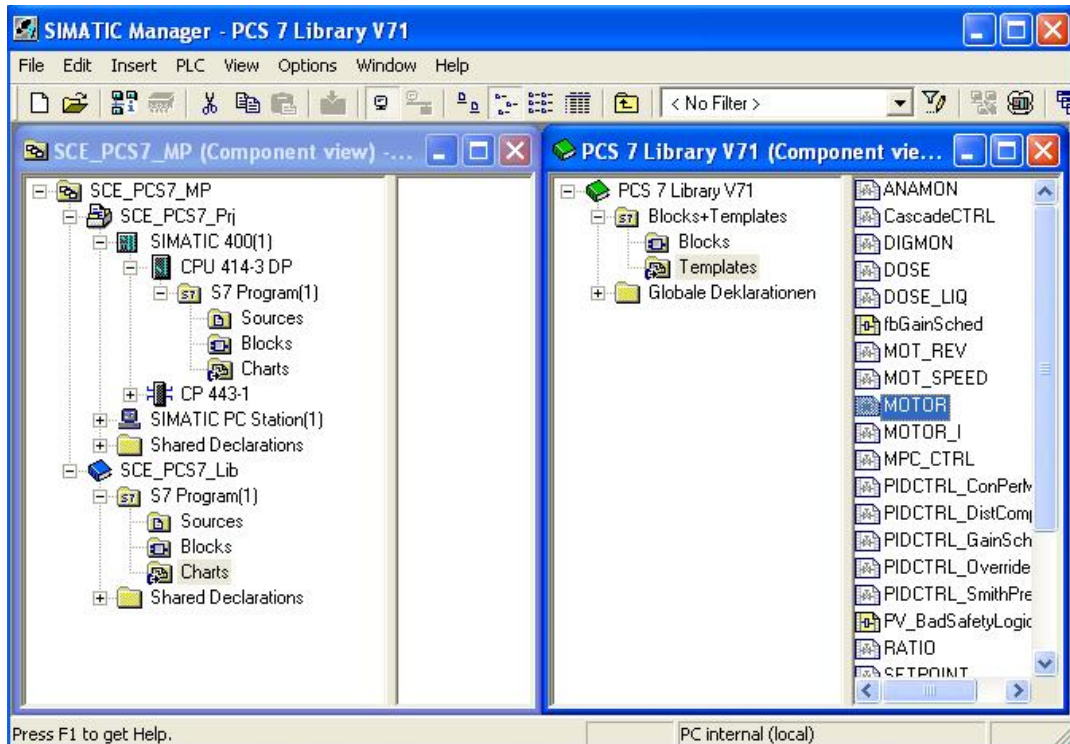 SIMATIC Manager - PCS 7 Library V71
File Edit Insert PLC View Options Window Help
< No Filter >
SCE_PCS7_MP (Component view) -...
SCE_PCS7_MP
SCE_PCS7_Prj
SIMATIC 400(1)
CPU 414-3 DP
S7 Program(1)
Sources
Blocks
Charts
CP 443-1
SIMATIC PC Station(1)
Shared Declarations
SCE_PCS7_Lib
S7 Program(1)
Sources
Blocks
Charts
Shared Declarations
PCS 7 Library V71 (Component vie...
PCS 7 Library V71
Blocks+Templates
Blocks
Templates
Globale Deklarationen
ANAMON
CascadeCTRL
DIGMON
DOSE
DOSE_LIQ
fbGainSched
MOT_REV
MOT_SPEED
MOTOR
MOTOR_I
MPC_CTRL
PIDCTRL_ConPerM
PIDCTRL_DistComp
PIDCTRL_GainSch
PIDCTRL_Override
PIDCTRL_SmithPre
PV_BadSafetyLogic
RATIO
SETPOINT
Press F1 to get Help.
PC internal (local)